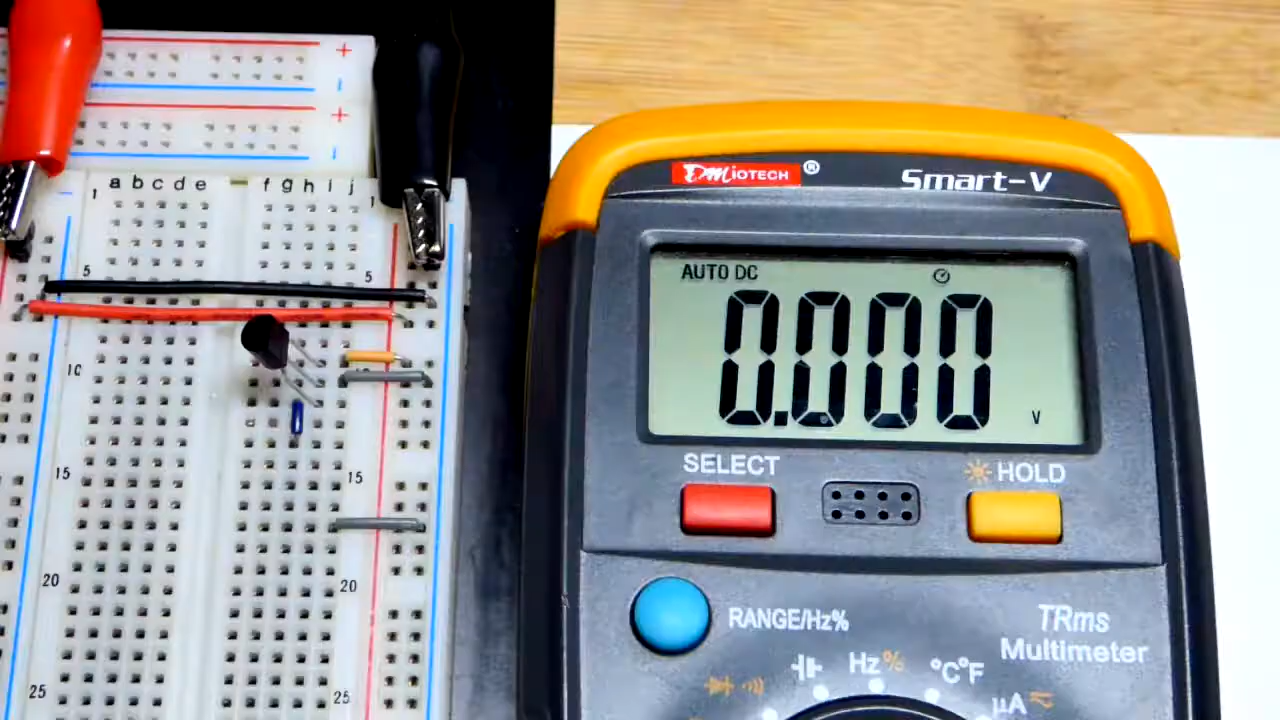 +
+
a b c d e f g h i j
1 1
5 5
10
15 15
20 20
25 25
DMIOTECH ® Smart-V
AUTO DC
0.000
V
SELECT HOLD
RANGE/Hz% TRms
Multimeter
Hz% °C°F
μA